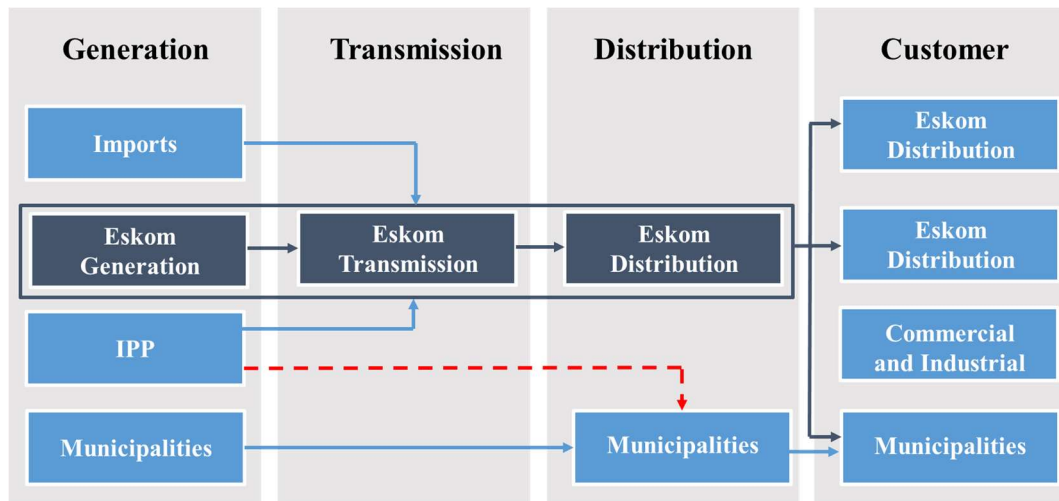 Generation
Transmission
Distribution
Customer
Imports
Eskom
Distribution
Eskom
Generation
Eskom
Transmission
Eskom
Distribution
Eskom
Distribution
IPP
Commercial
and Industrial
Municipalities
Municipalities
Municipalities